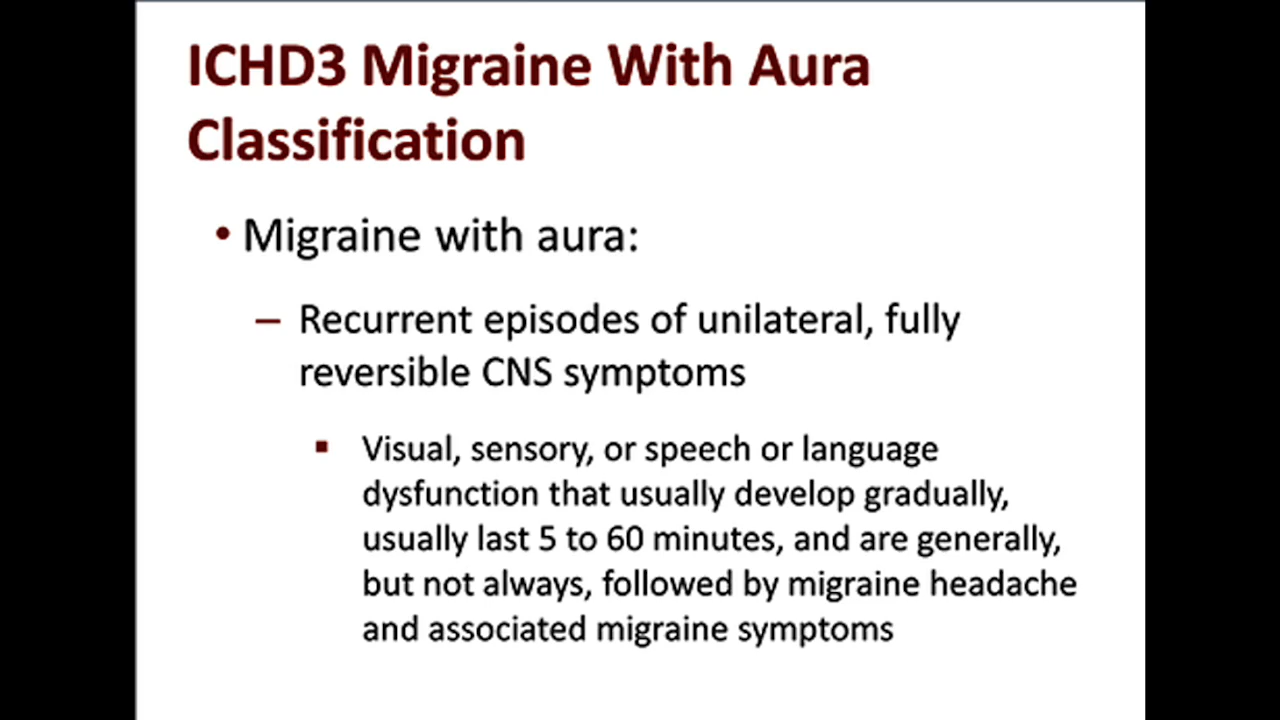 ICHD3 Migraine With Aura
Classification
• Migraine with aura:
– Recurrent episodes of unilateral, fully
reversible CNS symptoms
▪ Visual, sensory, or speech or language
dysfunction that usually develop gradually,
usually last 5 to 60 minutes, and are generally,
but not always, followed by migraine headache
and associated migraine symptoms